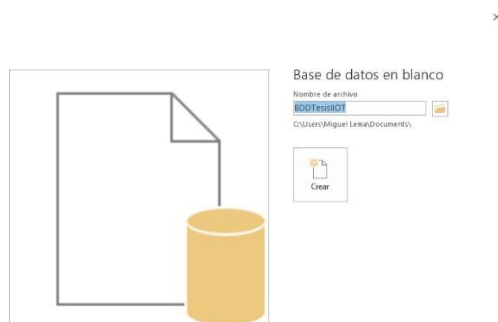 Base de datos en blanco
Nombre de archivo
BDDTesisIIOT
C:\Users\Miguel Lema\Documents\
Crear